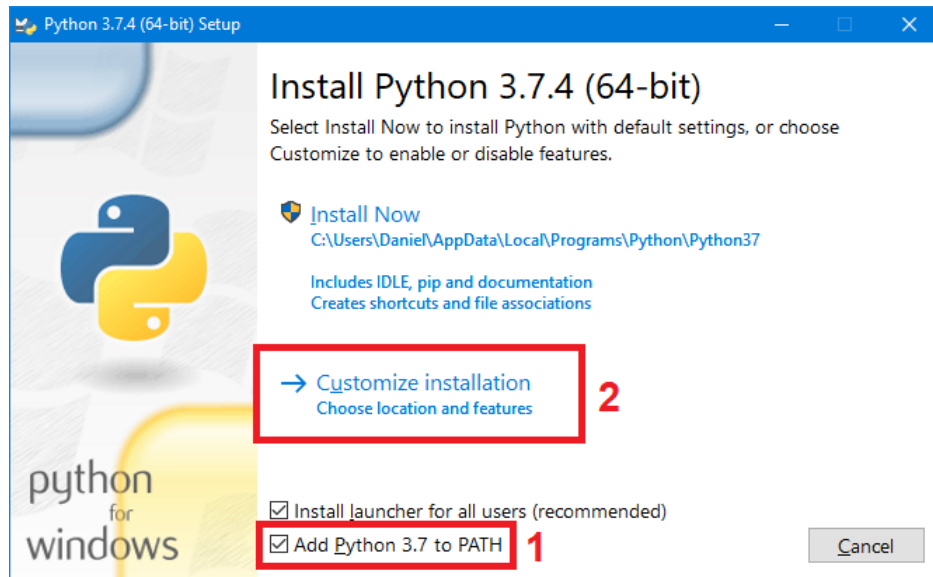 Python 3.7.4 (64-bit) Setup
Install Python 3.7.4 (64-bit)
Select Install Now to install Python with default settings, or choose
Customize to enable or disable features.
Install Now
C:\Users\Daniel\AppData\Local\Programs\Python\Python37
Includes IDLE, pip and documentation
Creates shortcuts and file associations
Customize installation
Choose location and features
2
python
for
windows
Install launcher for all users (recommended)
Add Python 3.7 to PATH
1
Cancel